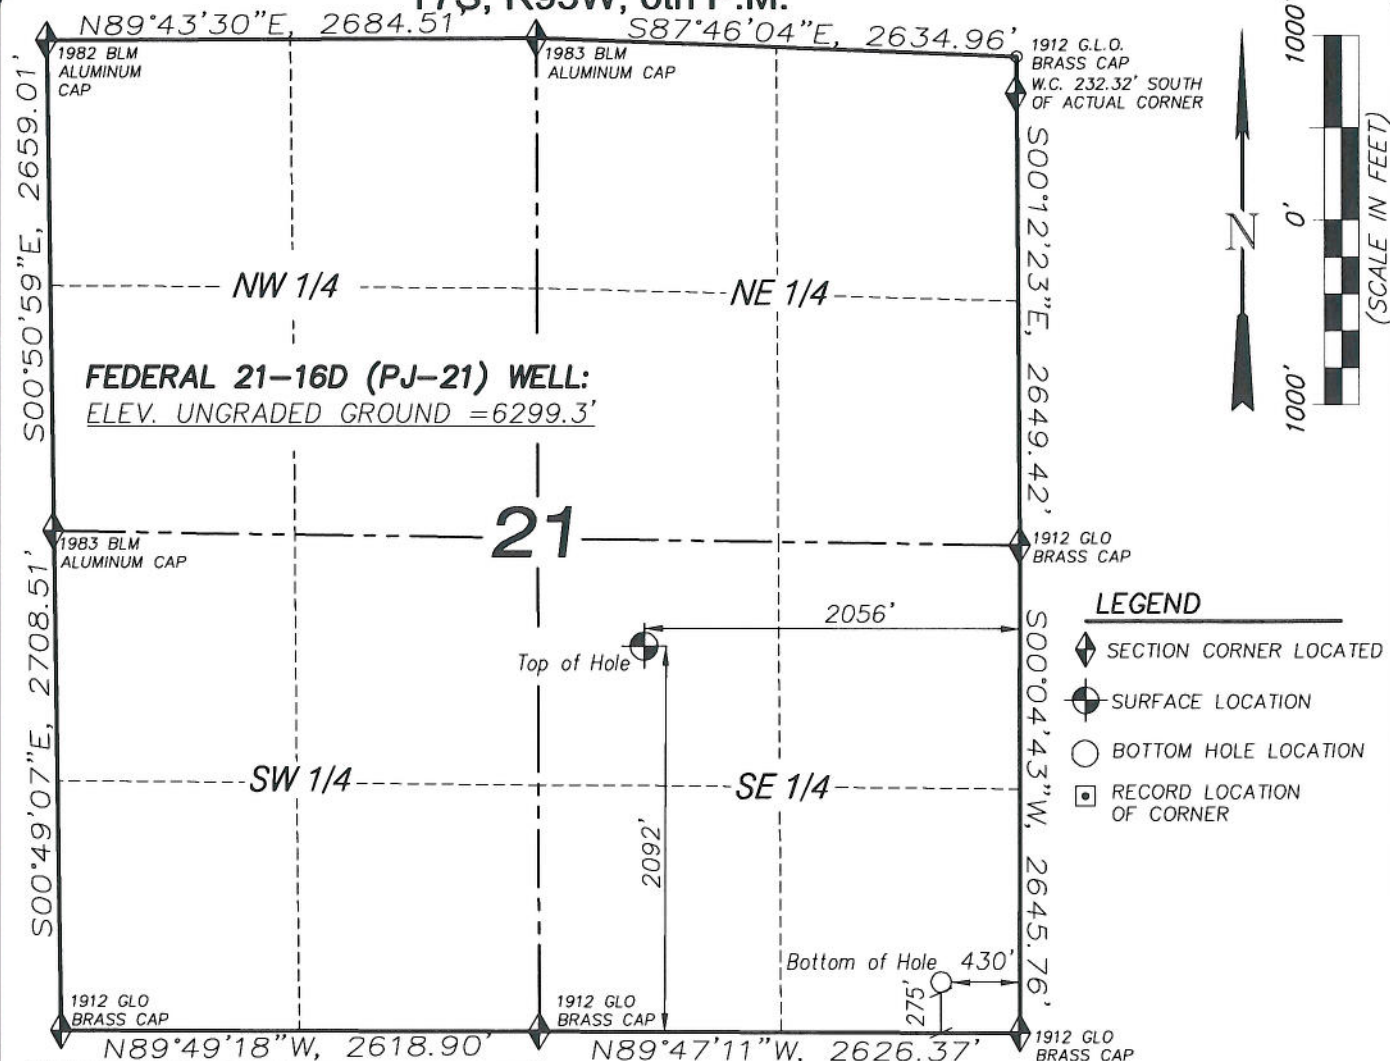 N89°43'30"E, 2684.51'
S87°46'04"E, 2634.96'
1982 BLM
ALUMINUM
CAP
1983 BLM
ALUMINUM CAP
1912 G.L.O.
BRASS CAP
W.C. 232.32' SOUTH
OF ACTUAL CORNER
S00°50'59"E, 2659.01'
S00°12'23"E, 2649.42'
NW 1/4
NE 1/4
N
1000'
0'
1000'
(SCALE IN FEET)
FEDERAL 21-16D (PJ-21) WELL:
ELEV. UNGRADED GROUND =6299.3'
21
1983 BLM
ALUMINUM CAP
1912 GLO
BRASS CAP
2056'
Top of Hole
LEGEND
SECTION CORNER LOCATED
SURFACE LOCATION
BOTTOM HOLE LOCATION
RECORD LOCATION
OF CORNER
S00°49'07"E, 2708.51'
S00°04'43"W, 2645.76'
SW 1/4
SE 1/4
2092'
Bottom of Hole
430'
275'
1912 GLO
BRASS CAP
1912 GLO
BRASS CAP
1912 GLO
BRASS CAP
N89°49'18"W, 2618.90'
N89°47'11"W, 2626.37'